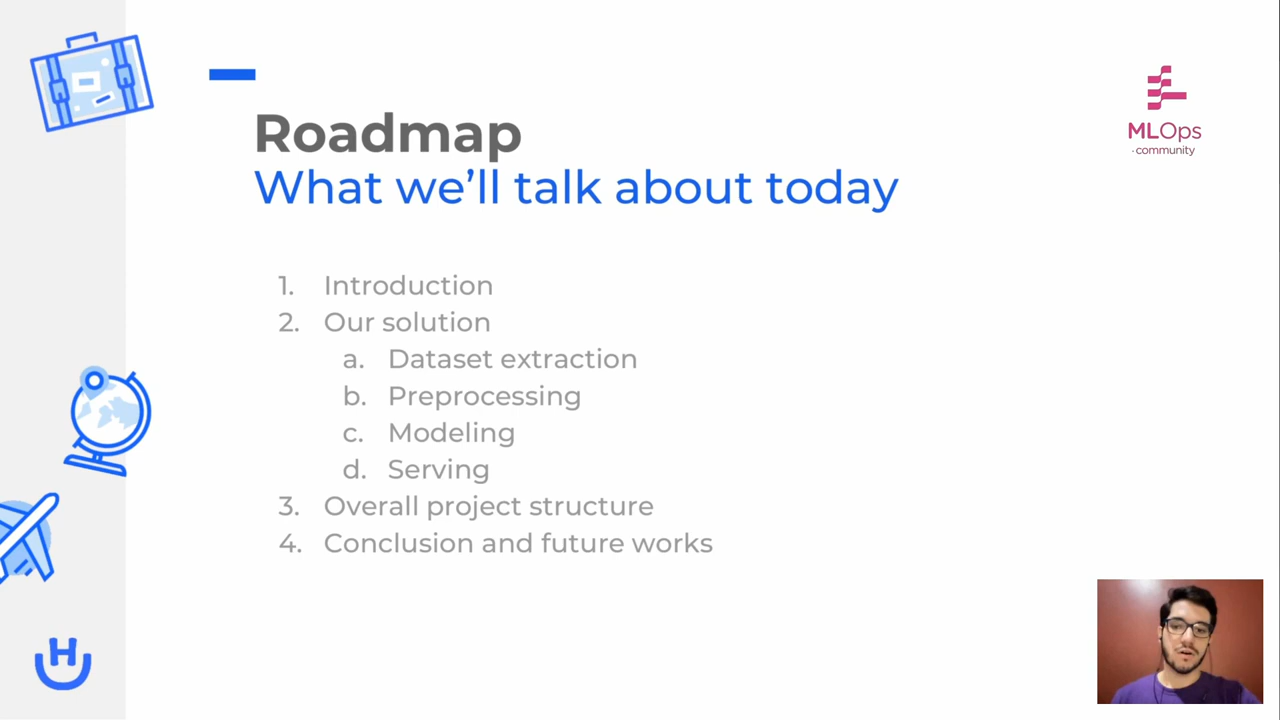 Roadmap
What we'll talk about today
MLOps
community
1. Introduction
2. Our solution
a. Dataset extraction
b. Preprocessing
c. Modeling
d. Serving
3. Overall project structure
4. Conclusion and future works
H